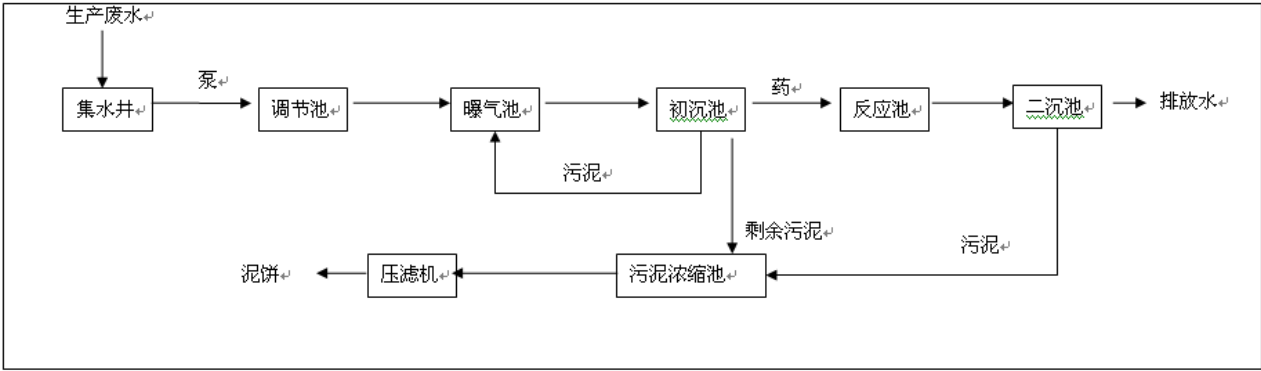 生产废水
泵
药
集水井
调节池
曝气池
初沉池
反应池
二沉池
排放水
污泥
剩余污泥
污泥
泥饼
压滤机
污泥浓缩池